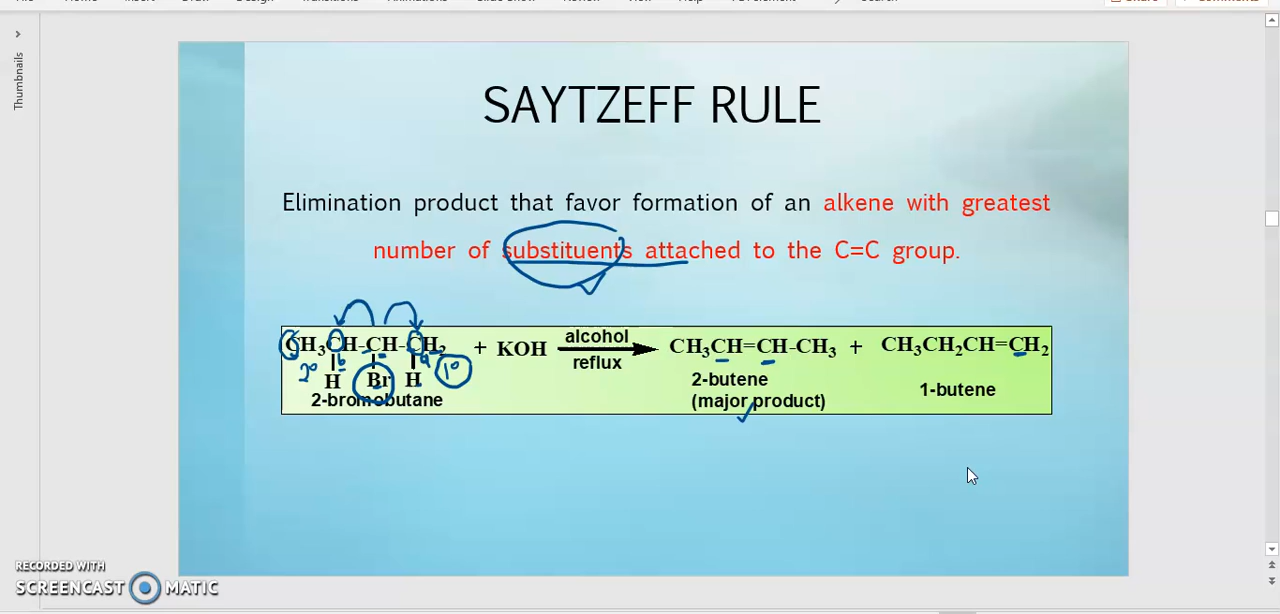 Thumbnails
SAYTZEFF RULE
Elimination product that favor formation of an alkene with greatest
number of substituents attached to the C=C group.
CH₃CH-CH-CH₂ + KOH alcohol reflux CH₃CH=CH-CH₃ + CH₃CH₂CH=CH₂
2° H b Br H a 1°
2-bromobutane
2-butene
(major product)
1-butene
RECORDED WITH
SCREENCAST MATIC